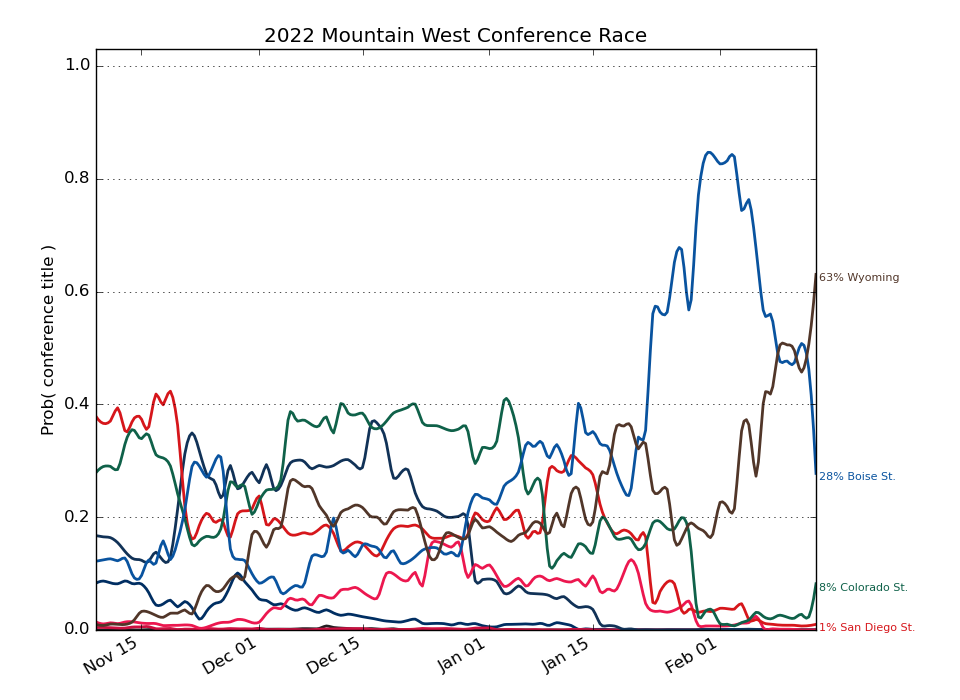 2022 Mountain West Conference Race
Prob( conference title )
1.0
0.8
0.6
0.4
0.2
0.0
Nov 15
Dec 01
Dec 15
Jan 01
Jan 15
Feb 01
63% Wyoming
28% Boise St.
8% Colorado St.
1% San Diego St.